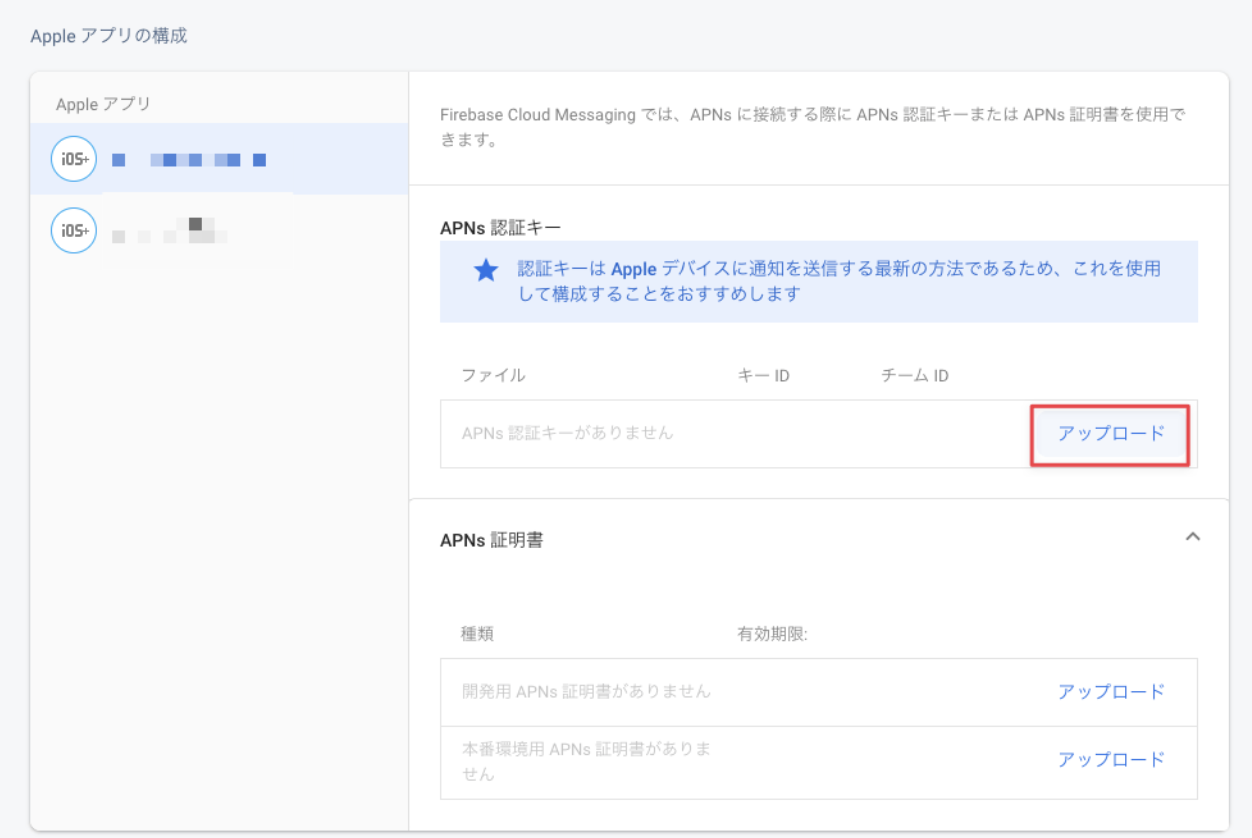 Apple アプリの構成
Apple アプリ
iOS+
iOS+
Firebase Cloud Messaging では、APNs に接続する際に APNs 認証キーまたは APNs 証明書を使用で
きます。
APNs 認証キー
認証キーは Apple デバイスに通知を送信する最新の方法であるため、これを使用
して構成することをおすすめします
ファイル キー ID チーム ID
APNs 認証キーがありません アップロード
APNs 証明書
種類 有効期限:
開発用 APNs 証明書がありません アップロード
本番環境用 APNs 証明書がありま
せん
アップロード